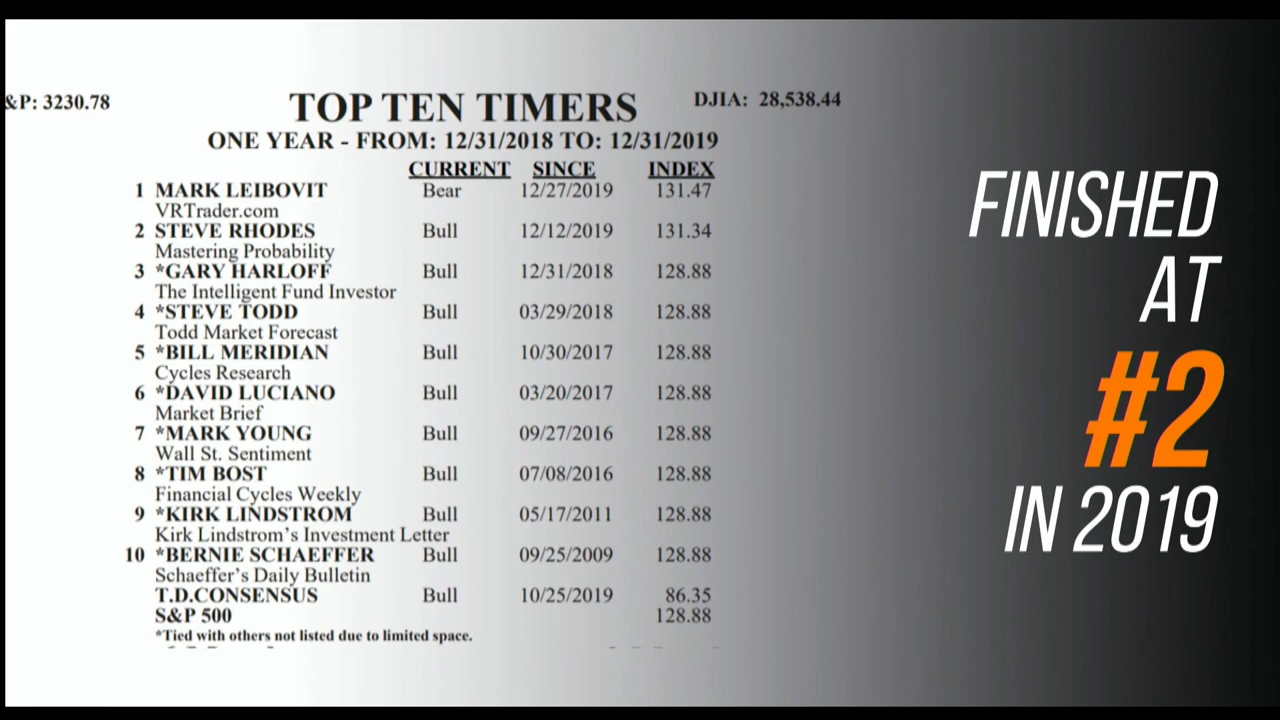 &P: 3230.78
TOP TEN TIMERS
DJIA: 28,538.44
ONE YEAR - FROM: 12/31/2018 TO: 12/31/2019
CURRENT SINCE INDEX
1 MARK LEIBOVIT Bear 12/27/2019 131.47
VRTrader.com
2 STEVE RHODES Bull 12/12/2019 131.34
Mastering Probability
3 *GARY HARLOFF Bull 12/31/2018 128.88
The Intelligent Fund Investor
4 *STEVE TODD Bull 03/29/2018 128.88
Todd Market Forecast
5 *BILL MERIDIAN Bull 10/30/2017 128.88
Cycles Research
6 *DAVID LUCIANO Bull 03/20/2017 128.88
Market Brief
7 *MARK YOUNG Bull 09/27/2016 128.88
Wall St. Sentiment
8 *TIM BOST Bull 07/08/2016 128.88
Financial Cycles Weekly
9 *KIRK LINDSTROM Bull 05/17/2011 128.88
Kirk Lindstrom's Investment Letter
10 *BERNIE SCHAEFFER Bull 09/25/2009 128.88
Schaeffer's Daily Bulletin
T.D.CONSENSUS Bull 10/25/2019 86.35
S&P 500 128.88
*Tied with others not listed due to limited space.
FINISHED
AT
#2
IN 2019